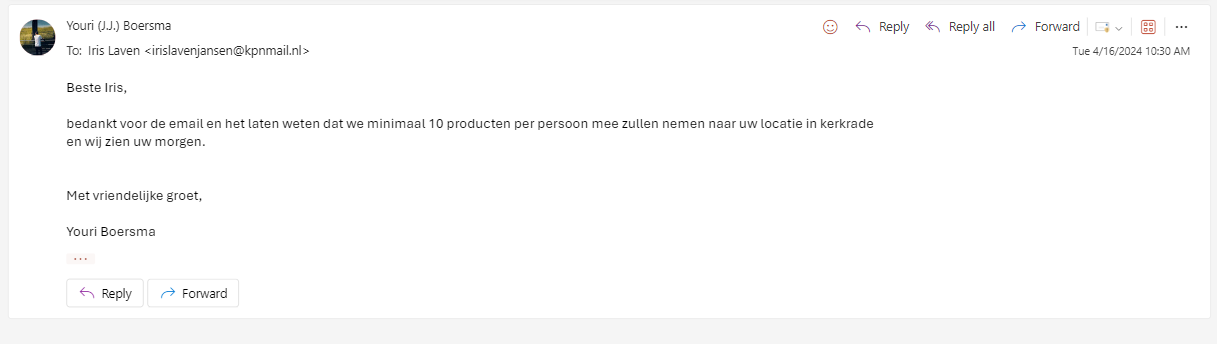 Youri (J.J.) Boersma
Reply
Reply all
Forward
To: Iris Laven <irislavenjansen@kpnmail.nl>
Tue 4/16/2024 10:30 AM
Beste Iris,
bedankt voor de email en het laten weten dat we minimaal 10 producten per persoon mee zullen nemen naar uw locatie in kerkrade
en wij zien uw morgen.
Met vriendelijke groet,
Youri Boersma
Reply
Forward